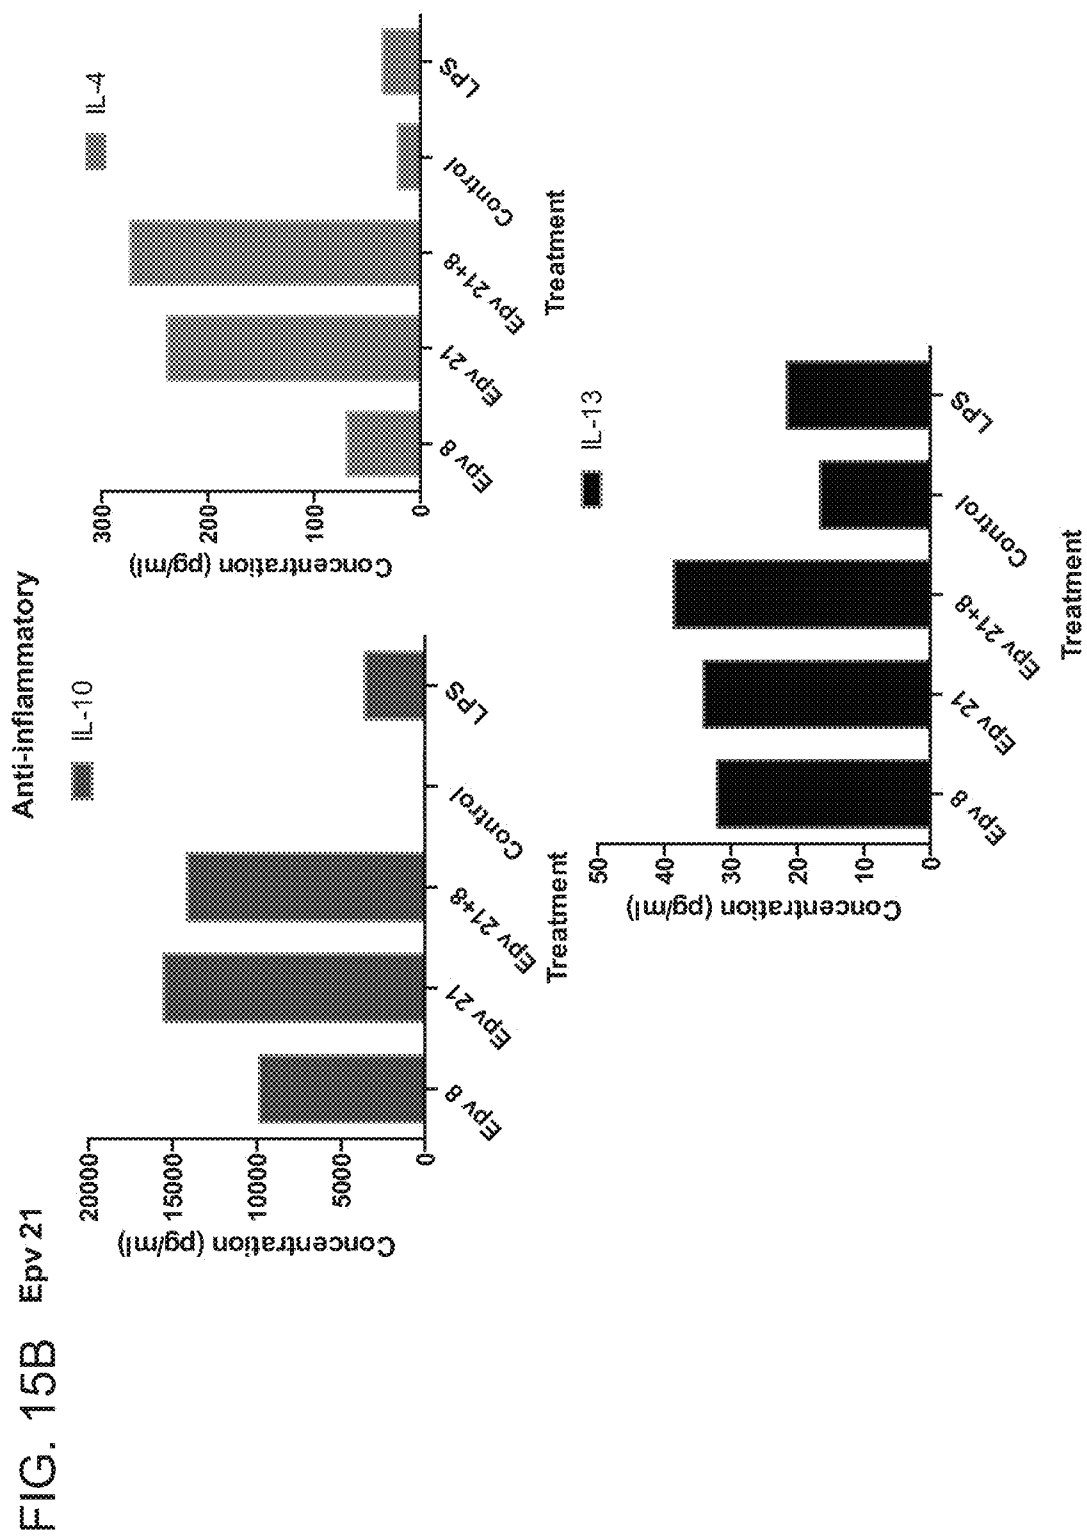 FIG. 15B Epv 21
Anti-inflammatory
IL-10
Concentration (pg/ml)
20000
15000
10000
5000
0
Epv 8
Epv 21
Epv 21+8
Control
LPS
Treatment
IL-4
Concentration (pg/ml)
300
200
100
0
Epv 8
Epv 21
Epv 21+8
Control
LPS
Treatment
IL-13
Concentration (pg/ml)
50
40
30
20
10
0
Epv 8
Epv 21
Epv 21+8
Control
LPS
Treatment